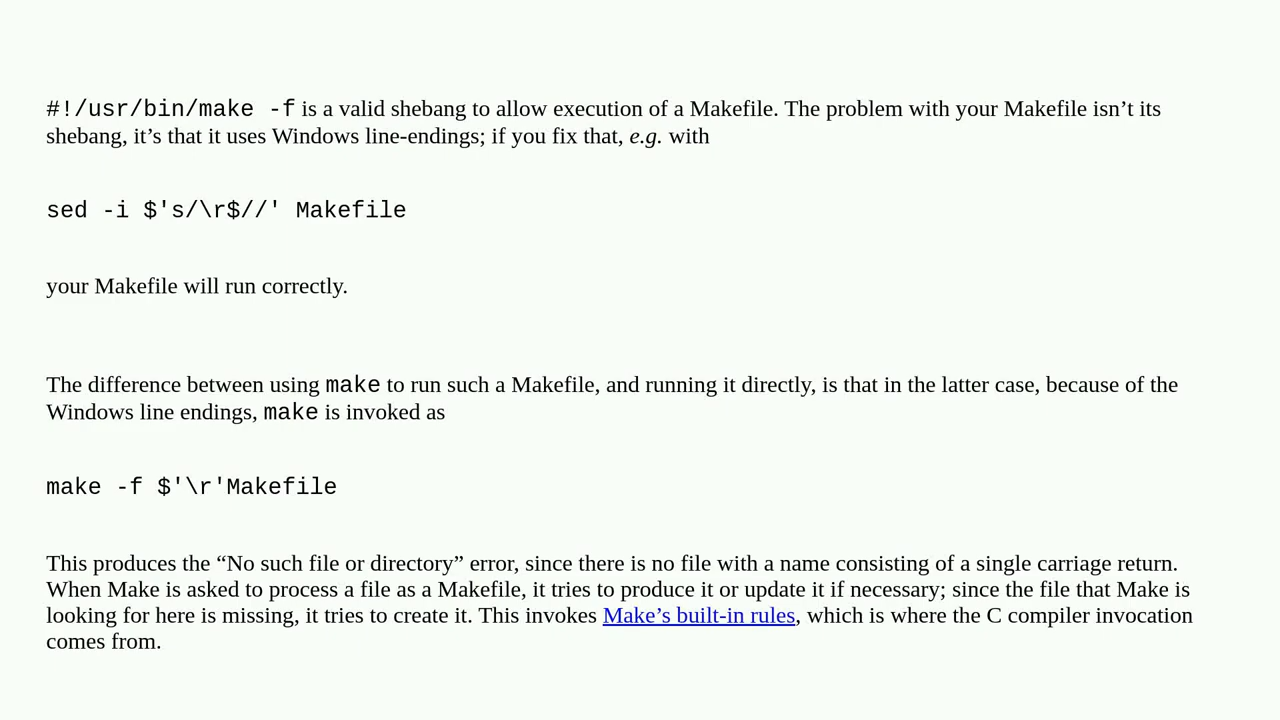 #!/usr/bin/make -f is a valid shebang to allow execution of a Makefile. The problem with your Makefile isn’t its
shebang, it’s that it uses Windows line-endings; if you fix that, e.g. with
sed -i $'s/\r$//' Makefile
your Makefile will run correctly.
The difference between using make to run such a Makefile, and running it directly, is that in the latter case, because of the
Windows line endings, make is invoked as
make -f $'\r'Makefile
This produces the “No such file or directory” error, since there is no file with a name consisting of a single carriage return.
When Make is asked to process a file as a Makefile, it tries to produce it or update it if necessary; since the file that Make is
looking for here is missing, it tries to create it. This invokes Make’s built-in rules, which is where the C compiler invocation
comes from.